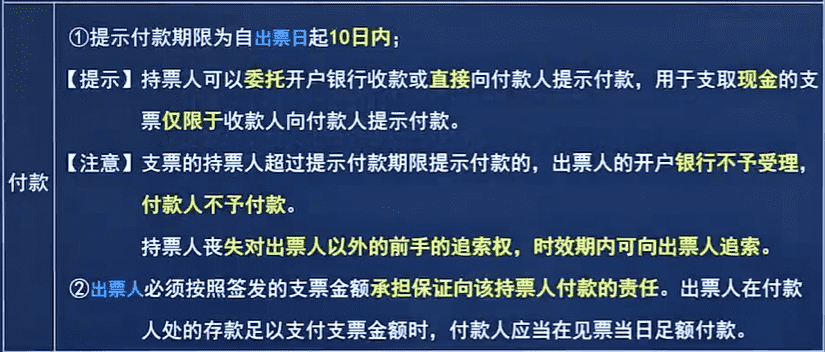 付款
①提示付款期限为自出票日起10日内；
【提示】持票人可以委托开户银行收款或直接向付款人提示付款，用于支取现金的支
票仅限于收款人向付款人提示付款。
【注意】支票的持票人超过提示付款期限提示付款的，出票人的开户银行不予受理，
付款人不予付款。
持票人丧失对出票人以外的前手的追索权，时效期内可向出票人追索。
②出票人必须按照签发的支票金额承担保证向该持票人付款的责任。出票人在付款
人处的存款足以支付支票金额时，付款人应当在见票当日足额付款。